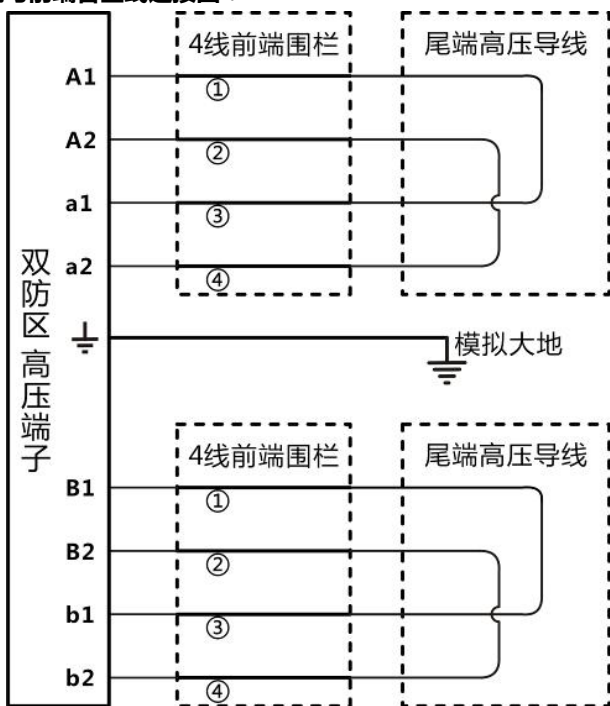 4线前端围栏
尾端高压导线
A1
①
A2
②
a1
③
a2
④
双防区高压端子
模拟大地
4线前端围栏
尾端高压导线
B1
①
B2
②
b1
③
b2
④